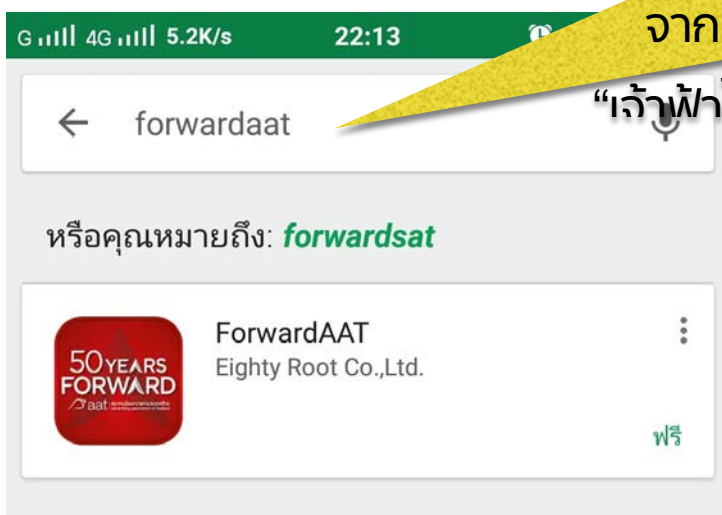 G 4G 5.2K/s 22:13
จาก
“เจ้าฟ้า
forwardaat
หรือคุณหมายถึง: forwardsat
ForwardAAT
Eighty Root Co.,Ltd.
50YEARS
FORWARD
aat
ฟรี